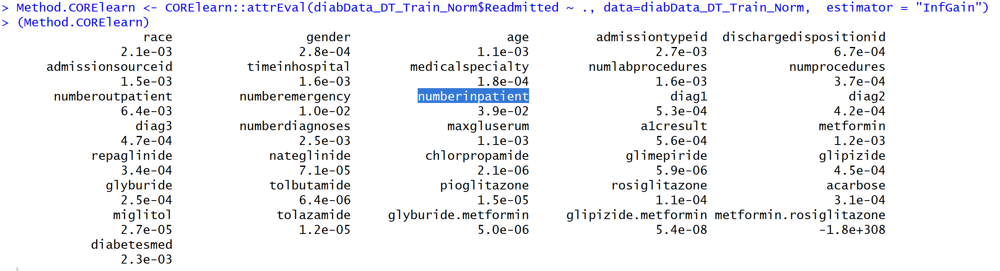 > Method.CORElearn <- CORElearn::attrEval(diabData_DT_Train_Norm$Readmitted ~ ., data=diabData_DT_Train_Norm,  estimator = "InfGain")
> (Method.CORElearn)
race gender age admissiontypeid dischargedispositionid
2.1e-03 2.8e-04 1.1e-03 2.7e-03 6.7e-04
admissionsourceid timeinhospital medicalspecialty numlabprocedures numprocedures
1.5e-03 1.6e-03 1.8e-04 1.6e-03 3.7e-04
numberoutpatient numberemergency numberinpatient diag1 diag2
6.4e-03 1.0e-02 3.9e-02 5.3e-04 4.2e-04
diag3 numberdiagnoses maxgluserum a1cresult metformin
4.7e-04 2.5e-03 1.1e-03 5.6e-04 1.2e-03
repaglinide nateglinide chlorpropamide glimepiride glipizide
3.4e-04 7.1e-05 2.1e-06 5.9e-06 4.5e-04
glyburide tolbutamide pioglitazone rosiglitazone acarbose
2.5e-04 6.4e-06 1.5e-05 1.1e-04 3.1e-04
miglitol tolazamide glyburide.metformin glipizide.metformin metformin.rosiglitazone
2.7e-05 1.2e-05 5.0e-06 5.4e-08 -1.8e+308
diabetesmed
2.3e-03